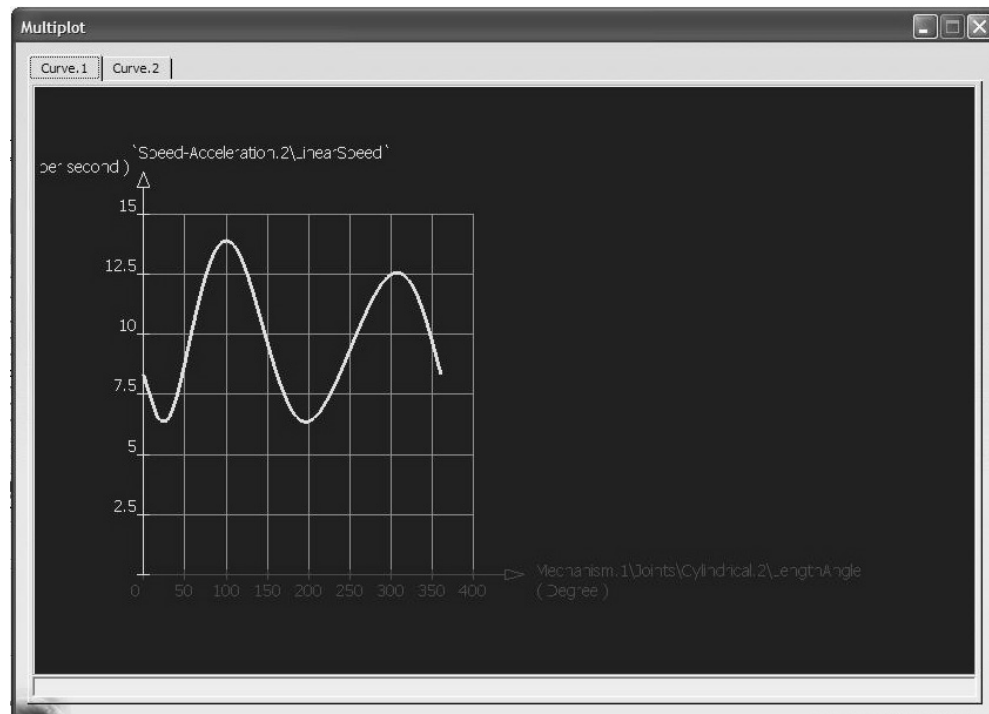 Multiplot
Curve.1 Curve.2
`Speed-Acceleration.2\LinearSpeed`
per second )
15
12.5
10
7.5
5
2.5
0 50 100 150 200 250 300 350 400
Mechanism.1\Joints\Cylindrical.2\LengthAngle
( Degree )